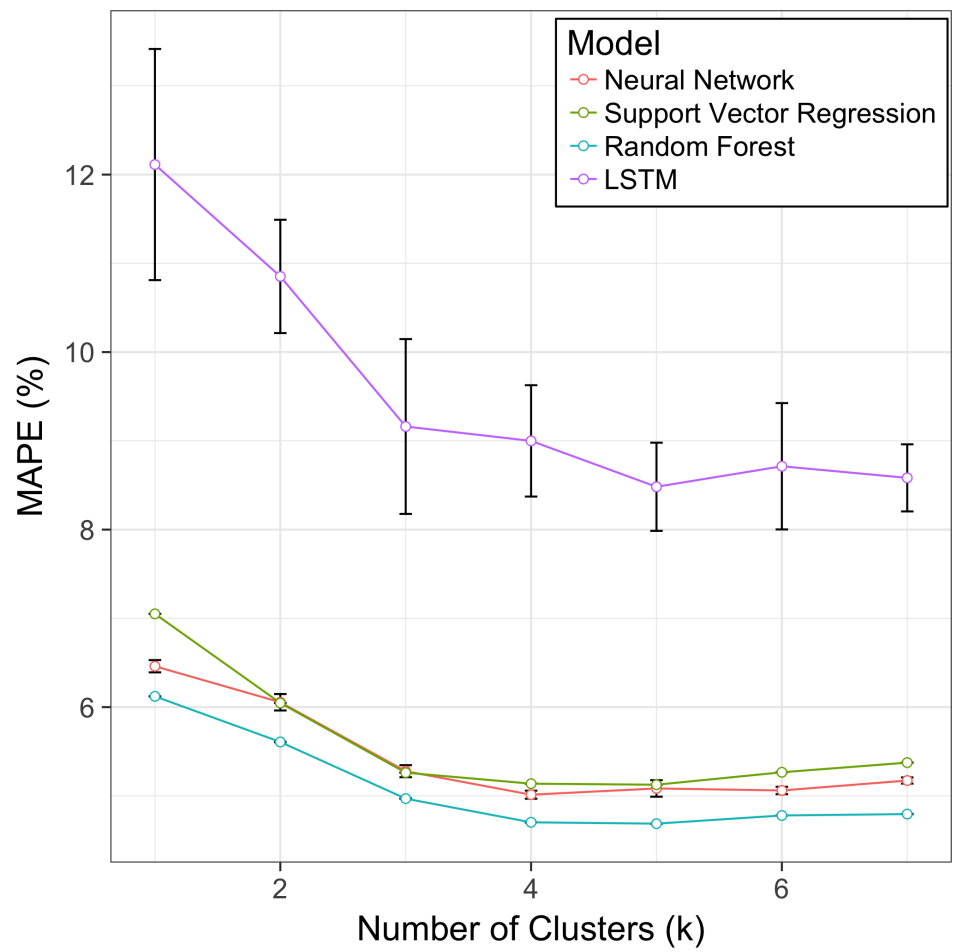 Model
Neural Network
Support Vector Regression
Random Forest
LSTM
12
10
8
6
MAPE (%)
2
4
6
Number of Clusters (k)